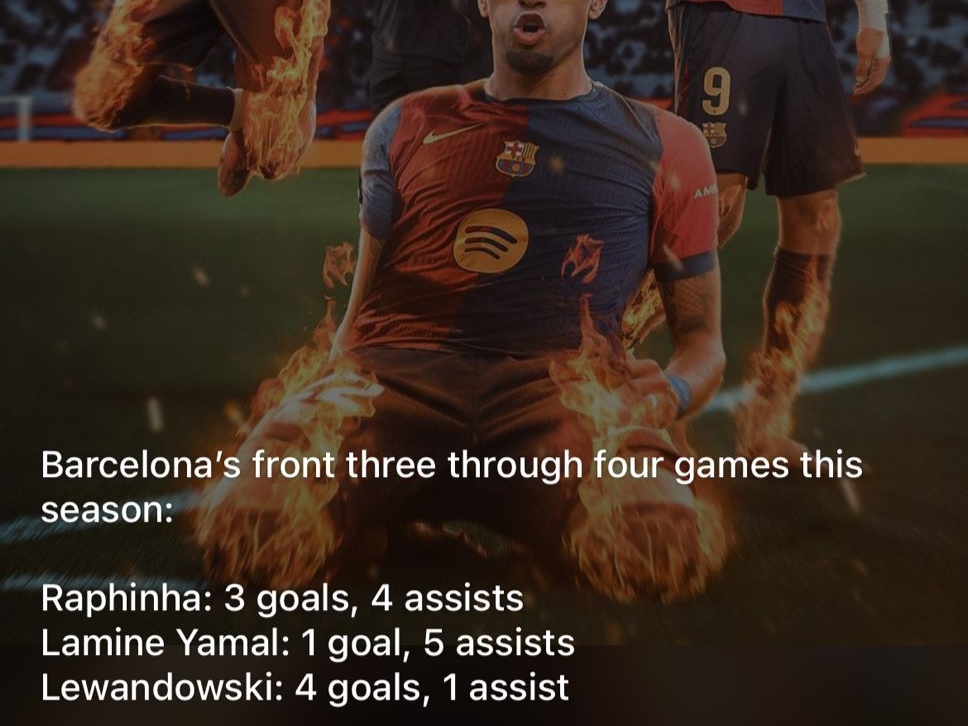 9
AM
Barcelona’s front three through four games this
season:
Raphinha: 3 goals, 4 assists
Lamine Yamal: 1 goal, 5 assists
Lewandowski: 4 goals, 1 assist